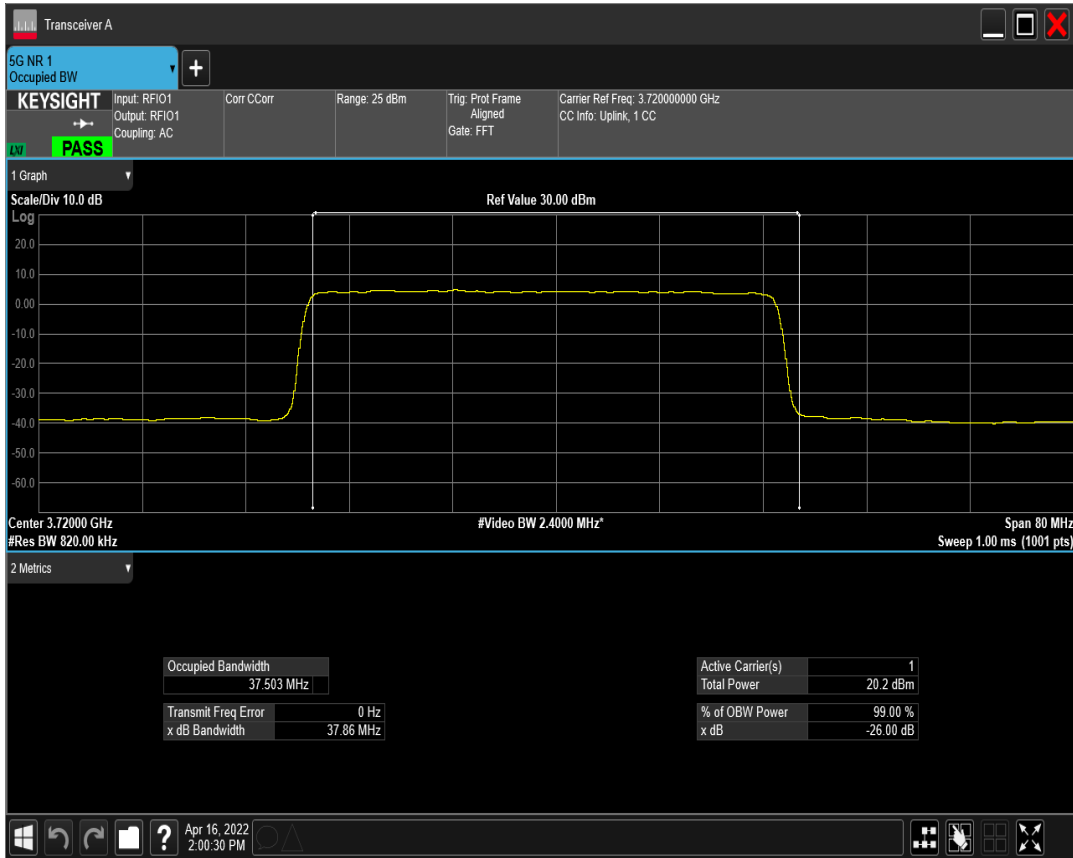 Transceiver A
5G NR 1
Occupied BW
KEYSIGHT
LXI
PASS
Input: RFIO1
Output: RFIO1
Coupling: AC
Corr CCorr
Range: 25 dBm
Trig: Prot Frame
Aligned
Gate: FFT
Carrier Ref Freq: 3.720000000 GHz
CC Info: Uplink, 1 CC
1 Graph
Scale/Div 10.0 dB
Ref Value 30.00 dBm
Log
20.0
10.0
0.00
-10.0
-20.0
-30.0
-40.0
-50.0
-60.0
Center 3.72000 GHz
#Video BW 2.4000 MHz*
Span 80 MHz
#Res BW 820.00 kHz
Sweep 1.00 ms (1001 pts)
2 Metrics
Occupied Bandwidth
37.503 MHz
Transmit Freq Error 0 Hz
x dB Bandwidth 37.86 MHz
Active Carrier(s) 1
Total Power 20.2 dBm
% of OBW Power 99.00 %
x dB -26.00 dB
?
Apr 16, 2022
2:00:30 PM